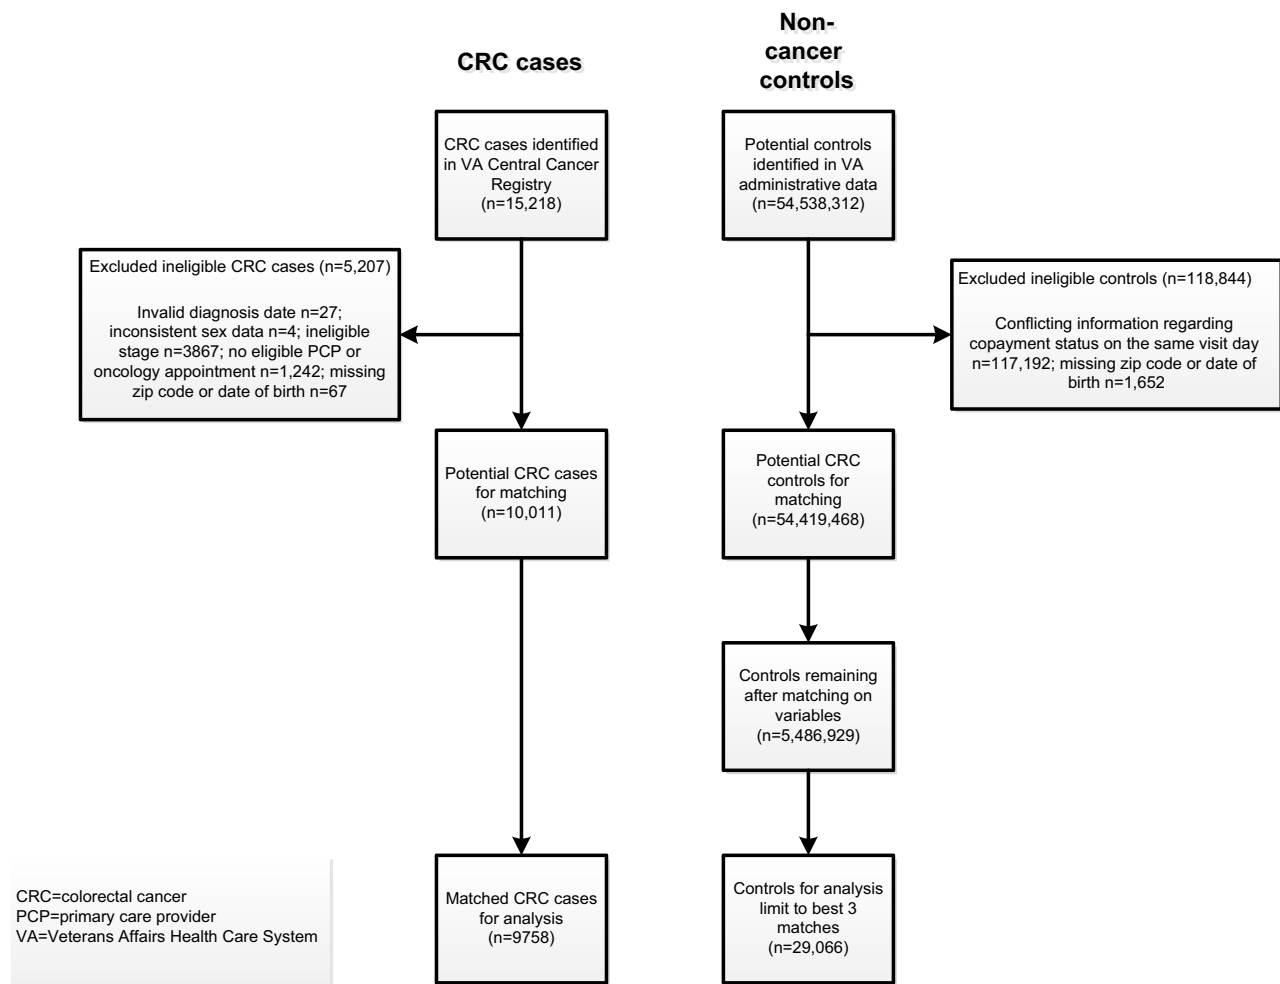 CRC cases
Non-
cancer
controls
CRC cases identified
in VA Central Cancer
Registry
(n=15,218)
Potential controls
identified in VA
administrative data
(n=54,538,312)
Excluded ineligible CRC cases (n=5,207)
Invalid diagnosis date n=27;
inconsistent sex data n=4; ineligible
stage n=3867; no eligible PCP or
oncology appointment n=1,242; missing
zip code or date of birth n=67
Excluded ineligible controls (n=118,844)
Conflicting information regarding
copayment status on the same visit day
n=117,192; missing zip code or date of
birth n=1,652
Potential CRC cases
for matching
(n=10,011)
Potential CRC
controls for
matching
(n=54,419,468)
Controls remaining
after matching on
variables
(n=5,486,929)
CRC=colorectal cancer
PCP=primary care provider
VA=Veterans Affairs Health Care System
Matched CRC cases
for analysis
(n=9758)
Controls for analysis
limit to best 3
matches
(n=29,066)